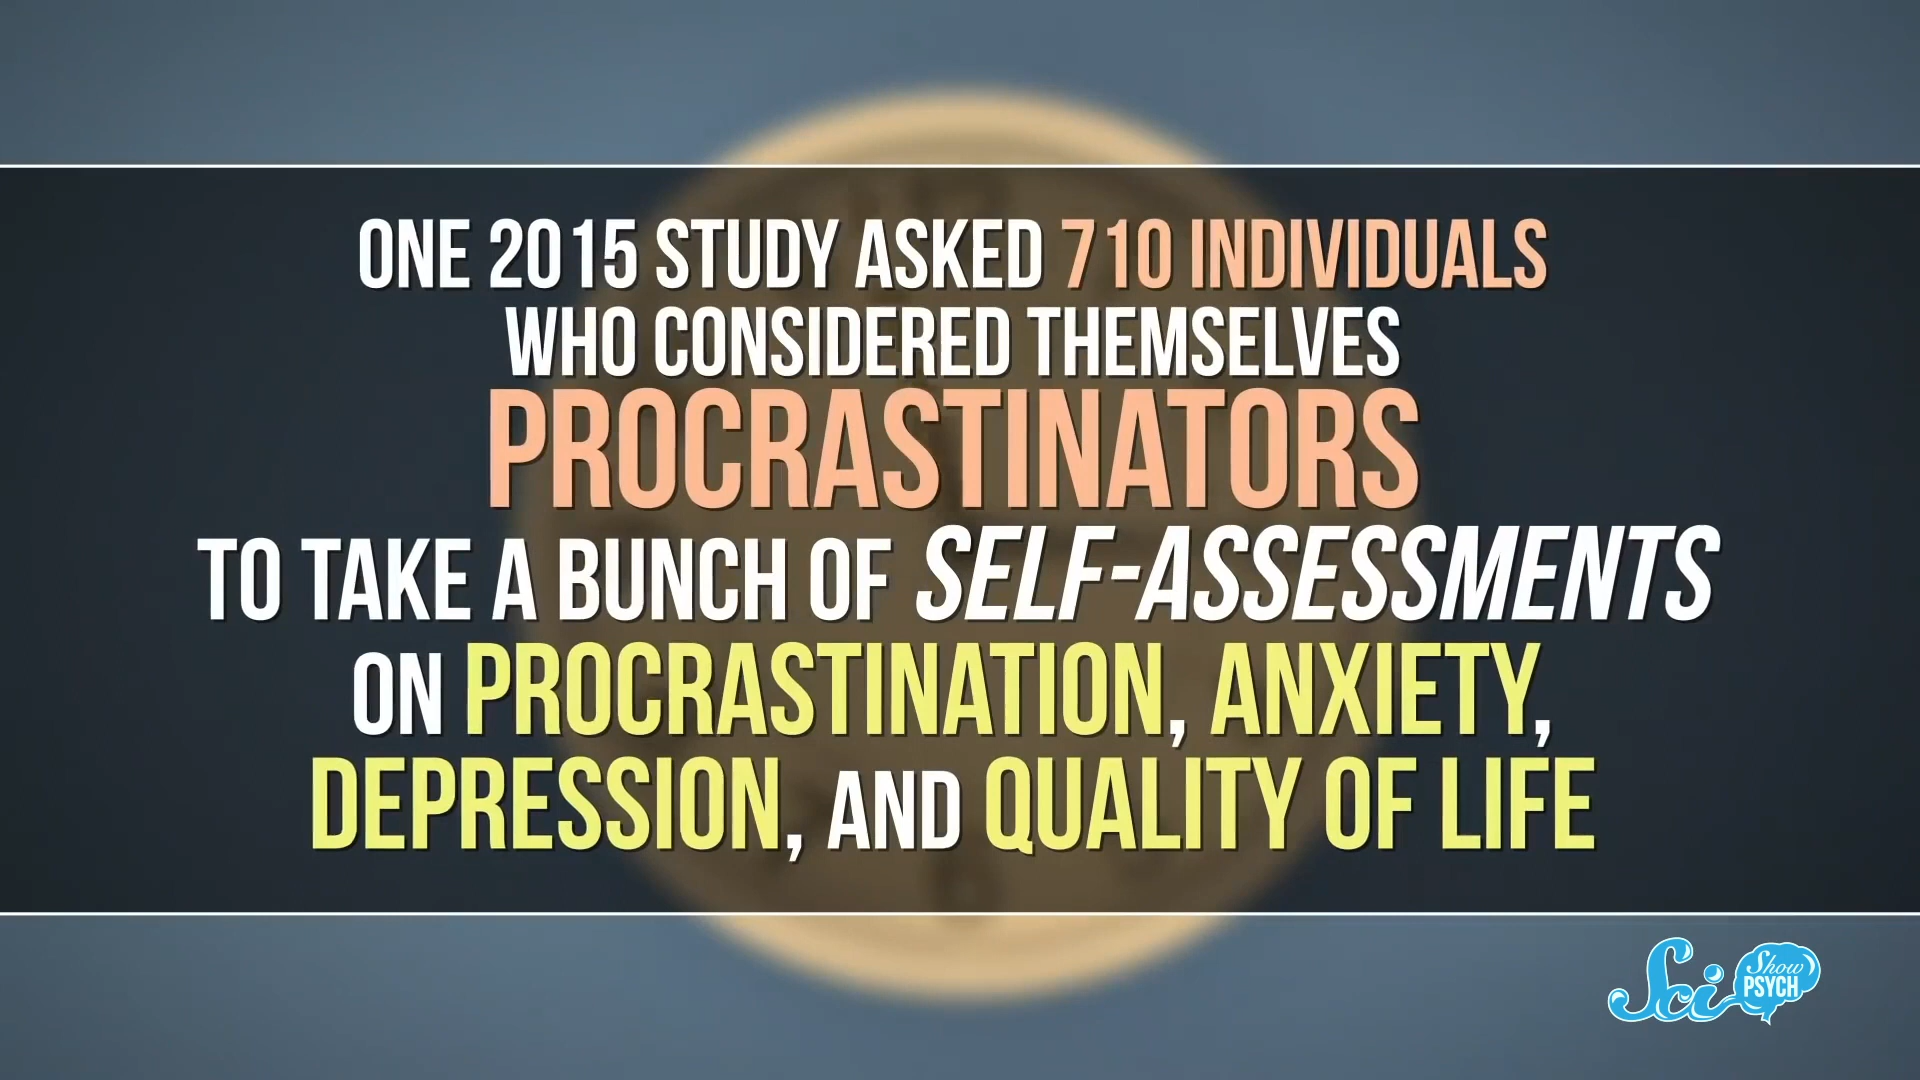 ONE 2015 STUDY ASKED 710 INDIVIDUALS
WHO CONSIDERED THEMSELVES
PROCRASTINATORS
TO TAKE A BUNCH OF SELF-ASSESSMENTS
ON PROCRASTINATION, ANXIETY,
DEPRESSION, AND QUALITY OF LIFE
Sci Show
PSYCH